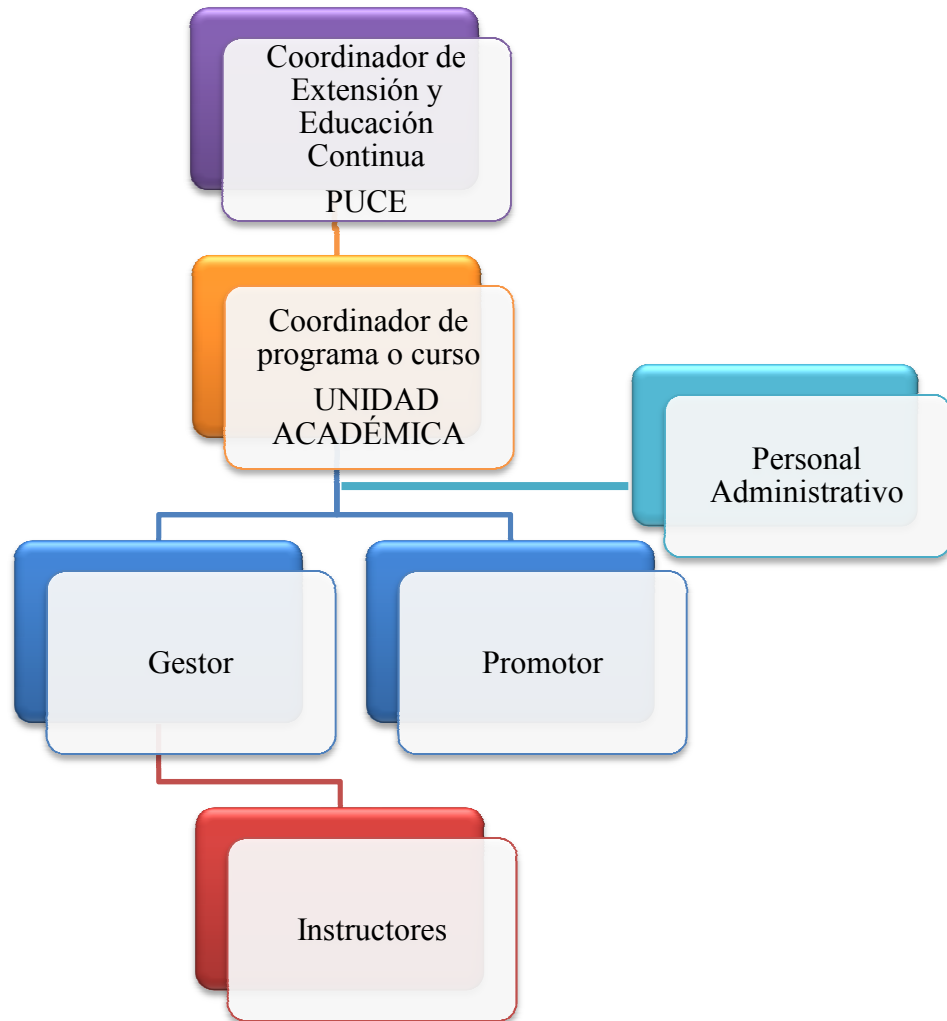 Coordinador de
Extensión y
Educación
Continua
PUCE
Coordinador de
programa o curso
UNIDAD
ACADÉMICA
Personal
Administrativo
Gestor
Promotor
Instructores